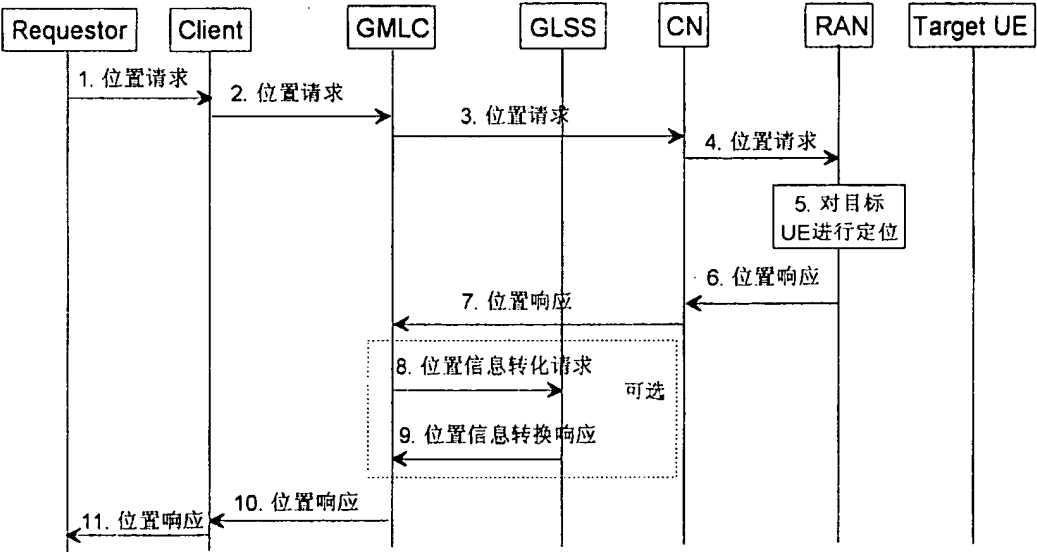 Requestor
Client
GMLC
GLSS
CN
RAN
Target UE
1. 位置请求
2. 位置请求
3. 位置请求
4. 位置请求
5. 对目标
UE进行定位
6. 位置响应
7. 位置响应
8. 位置信息转化请求
可选
9. 位置信息转换响应
10. 位置响应
11. 位置响应